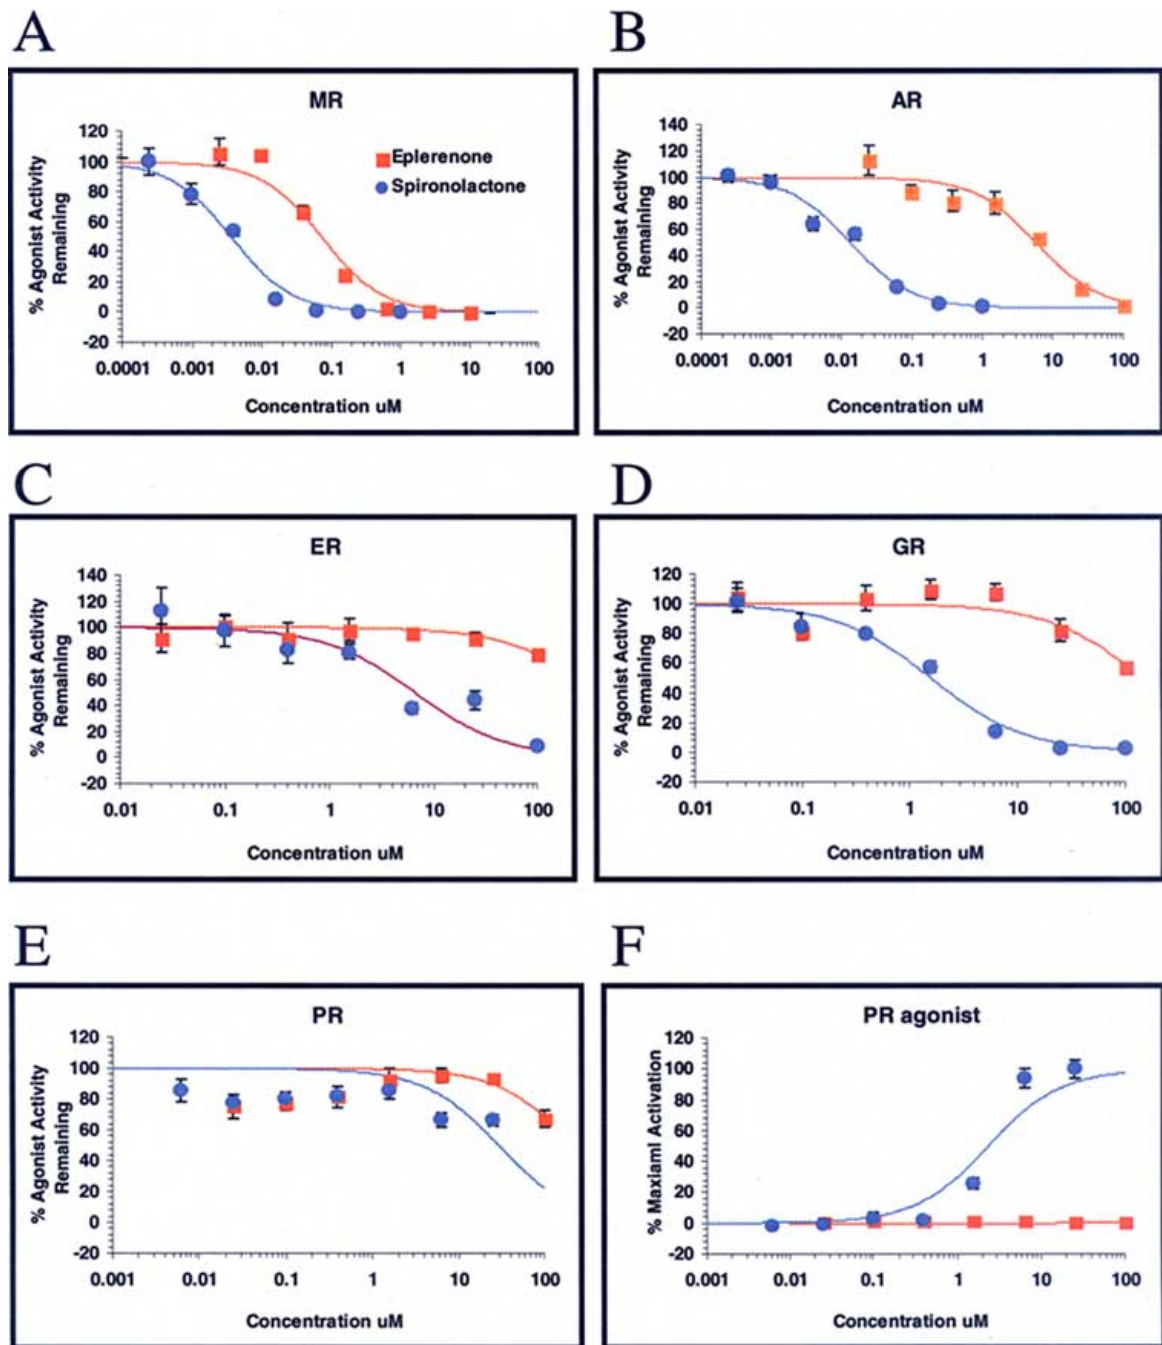 A
MR
120
100
80
60
40
20
0
-20
% Agonist Activity
Remaining
Eplerenone
Spironolactone
0.0001 0.001 0.01 0.1 1 10 100
Concentration uM
B
AR
140
120
100
80
60
40
20
0
-20
% Agonist Activity
Remaining
0.0001 0.001 0.01 0.1 1 10 100
Concentration uM
C
ER
140
120
100
80
60
40
20
0
-20
% Agonist Activity
Remaining
0.01 0.1 1 10 100
Concentration uM
D
GR
120
100
80
60
40
20
0
-20
% Agonist Activity
Remaining
0.01 0.1 1 10 100
Concentration uM
E
PR
120
100
80
60
40
20
0
-20
% Agonist Activity
Remaining
0.001 0.01 0.1 1 10 100
Concentration uM
F
PR agonist
120
100
80
60
40
20
0
-20
% Maxiaml Activation
0.001 0.01 0.1 1 10 100
Concentration uM